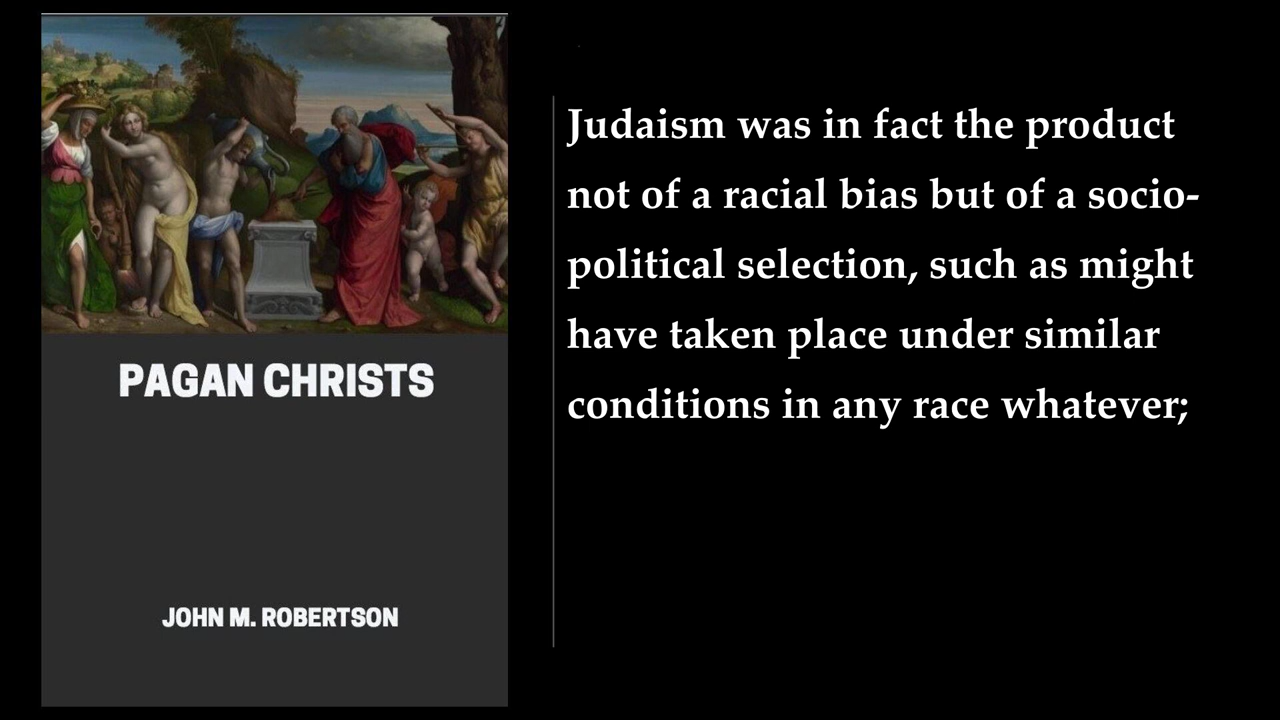 PAGAN CHRISTS
JOHN M. ROBERTSON
Judaism was in fact the product
not of a racial bias but of a socio-
political selection, such as might
have taken place under similar
conditions in any race whatever;